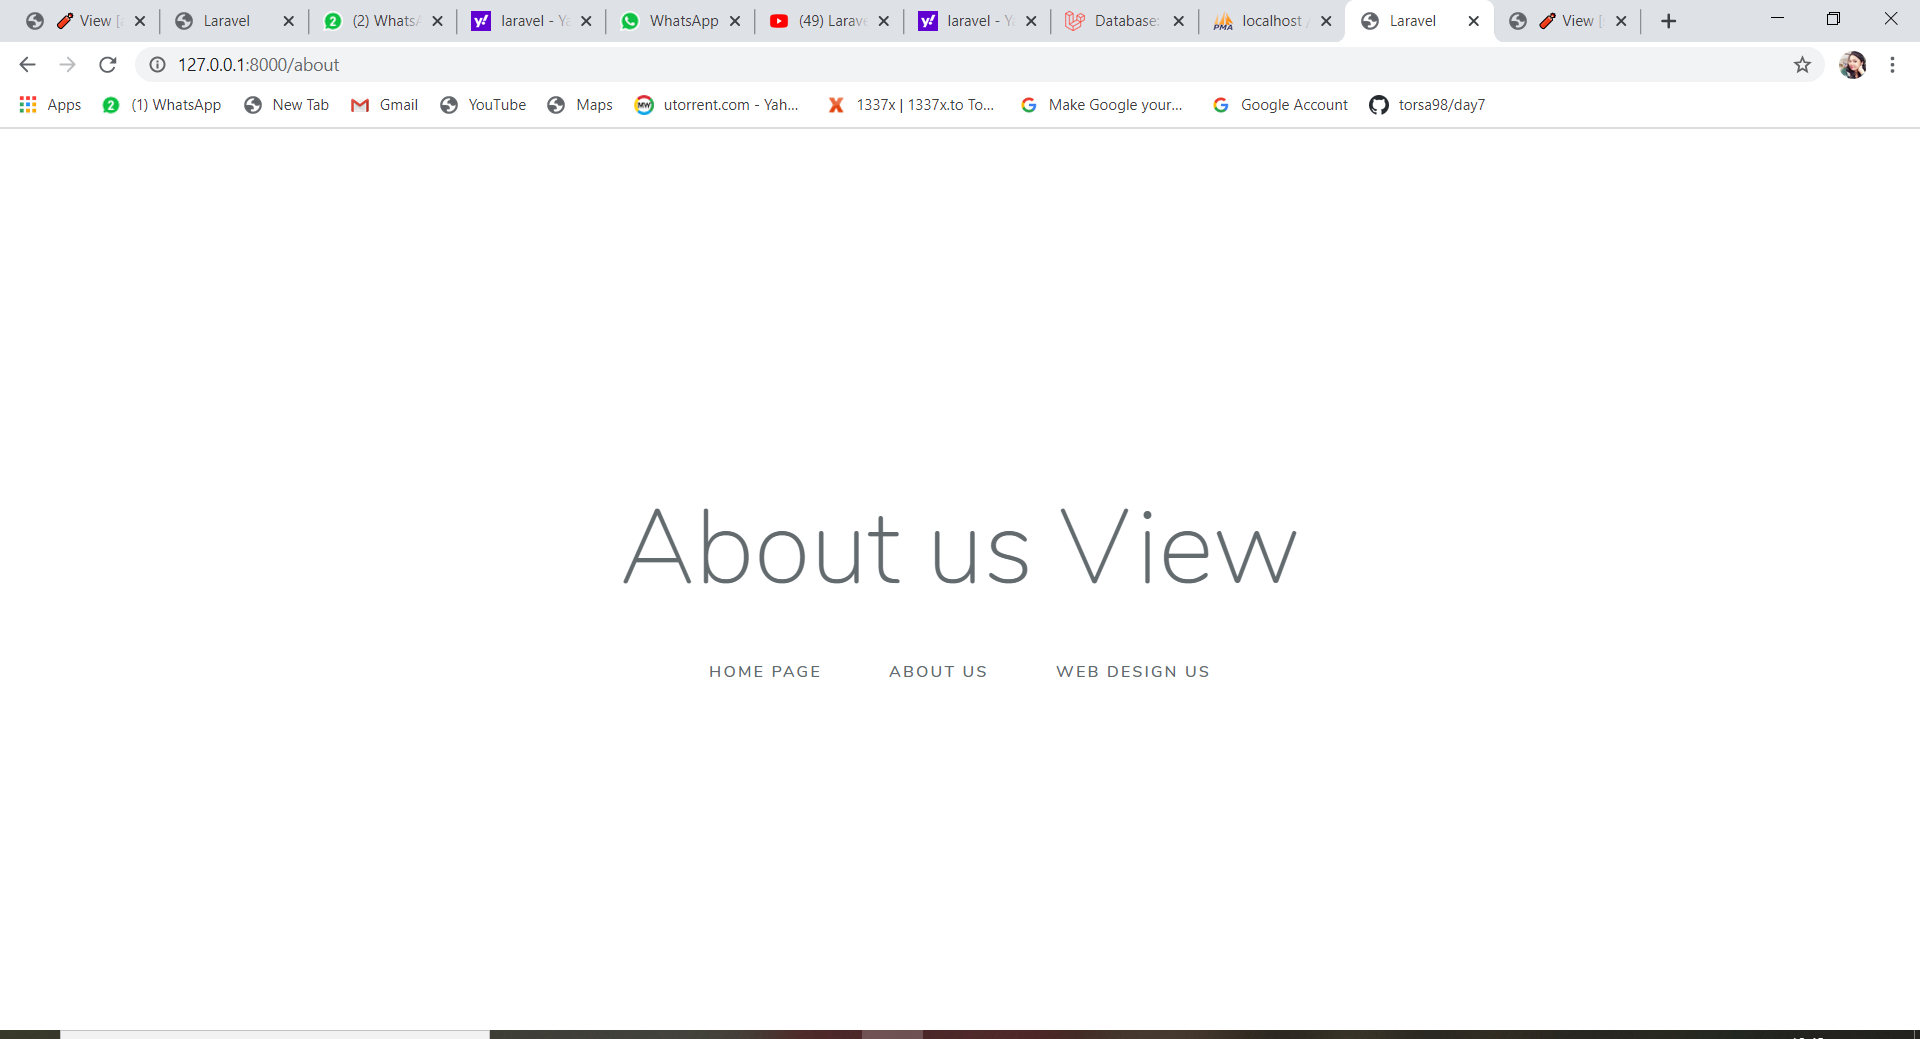 View [ Laravel (2) Whats laravel - Y WhatsApp (49) Larav laravel - Y Database: localhost / Laravel View [
127.0.0.1:8000/about
Apps (1) WhatsApp New Tab Gmail YouTube Maps utorrent.com - Yah... 1337x | 1337x.to To... Make Google your... Google Account torsa98/day7
About us View
HOME PAGE ABOUT US WEB DESIGN US